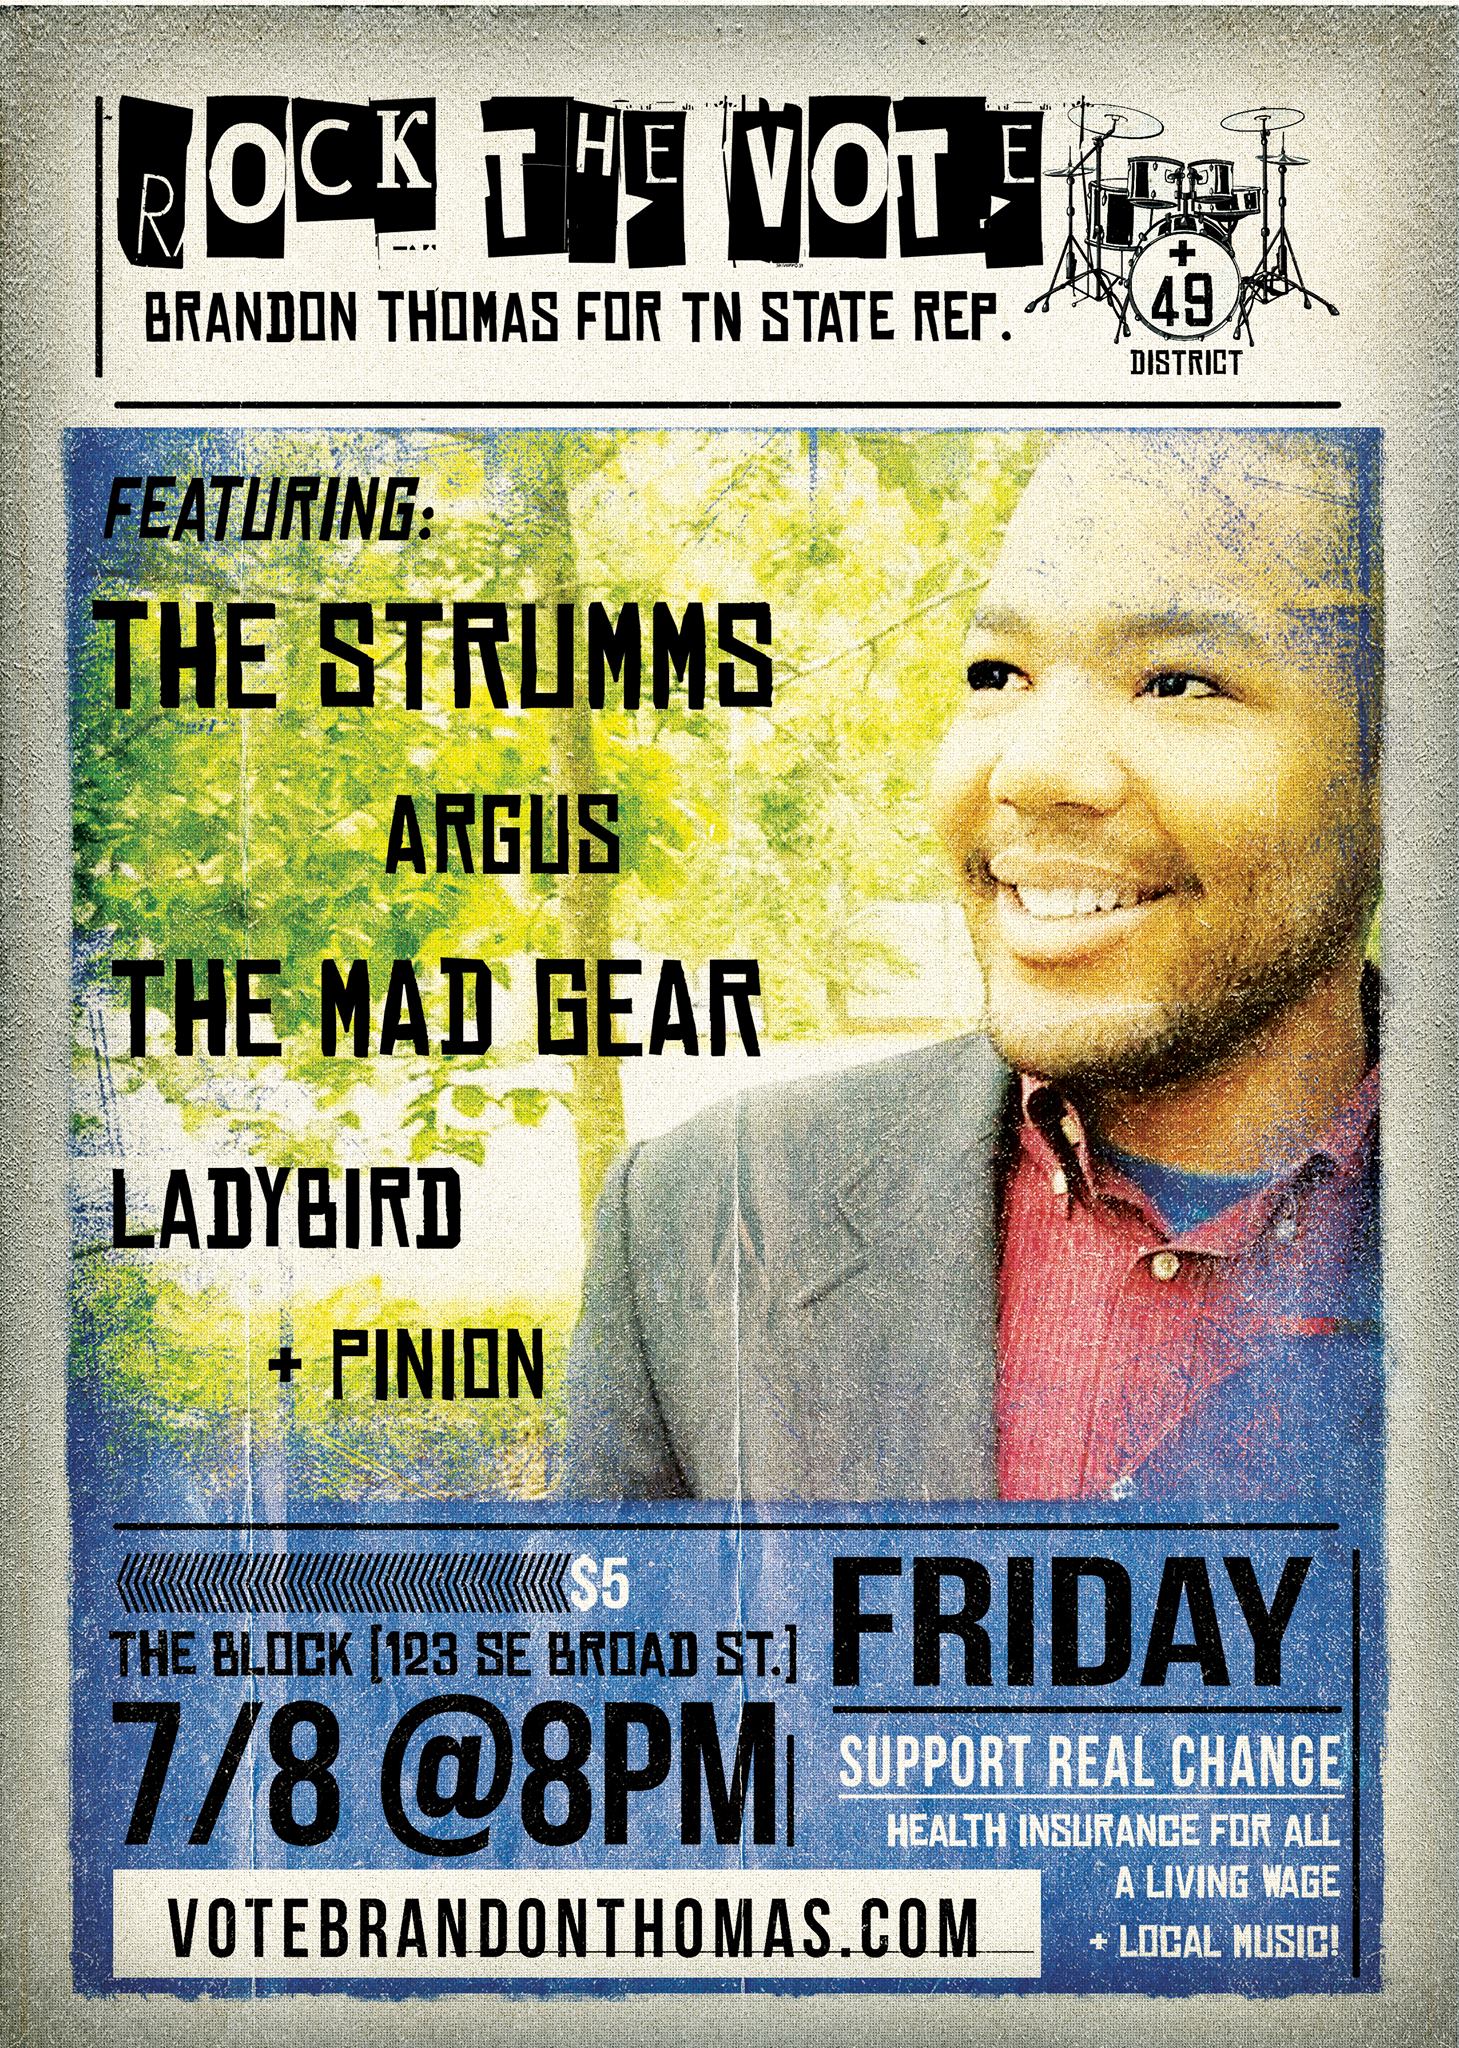 ROCK THE VOTE
BRANDON THOMAS FOR TN STATE REP.
+
49
DISTRICT
FEATURING:
THE STRUMMS
ARGUS
THE MAD GEAR
LADYBIRD
+ PINION
$5
THE BLOCK [123 SE BROAD ST.]
7/8 @8PM
FRIDAY
SUPPORT REAL CHANGE
HEALTH INSURANCE FOR ALL
A LIVING WAGE
+ LOCAL MUSIC!
VOTEBRANDONTHOMAS.COM